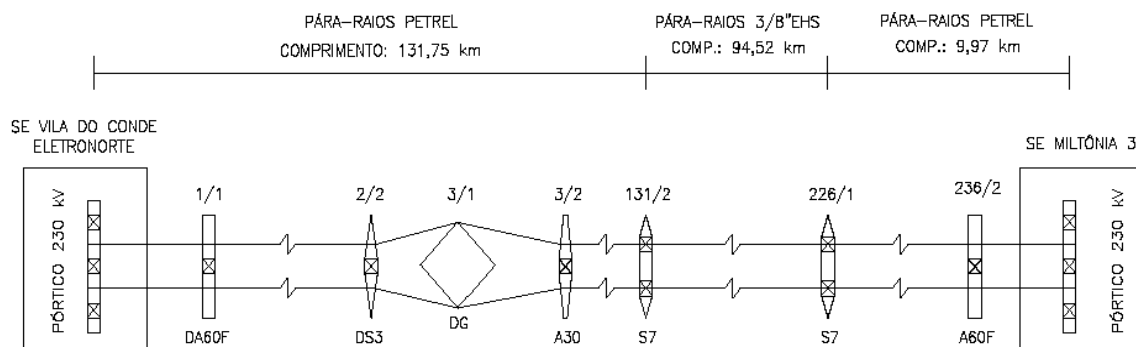 PÁRA-RAIOS PETREL
COMPRIMENTO: 131,75 km
PÁRA-RAIOS 3/8"EHS
COMP.: 94,52 km
PÁRA-RAIOS PETREL
COMP.: 9,97 km
SE VILA DO CONDE
ELETRONORTE
SE MILTÔNIA 3
PÓRTICO 230 kV
1/1
2/2
3/1
3/2
131/2
226/1
236/2
PÓRTICO 230 kV
DA60F
DS3
DG
A30
S7
S7
A60F